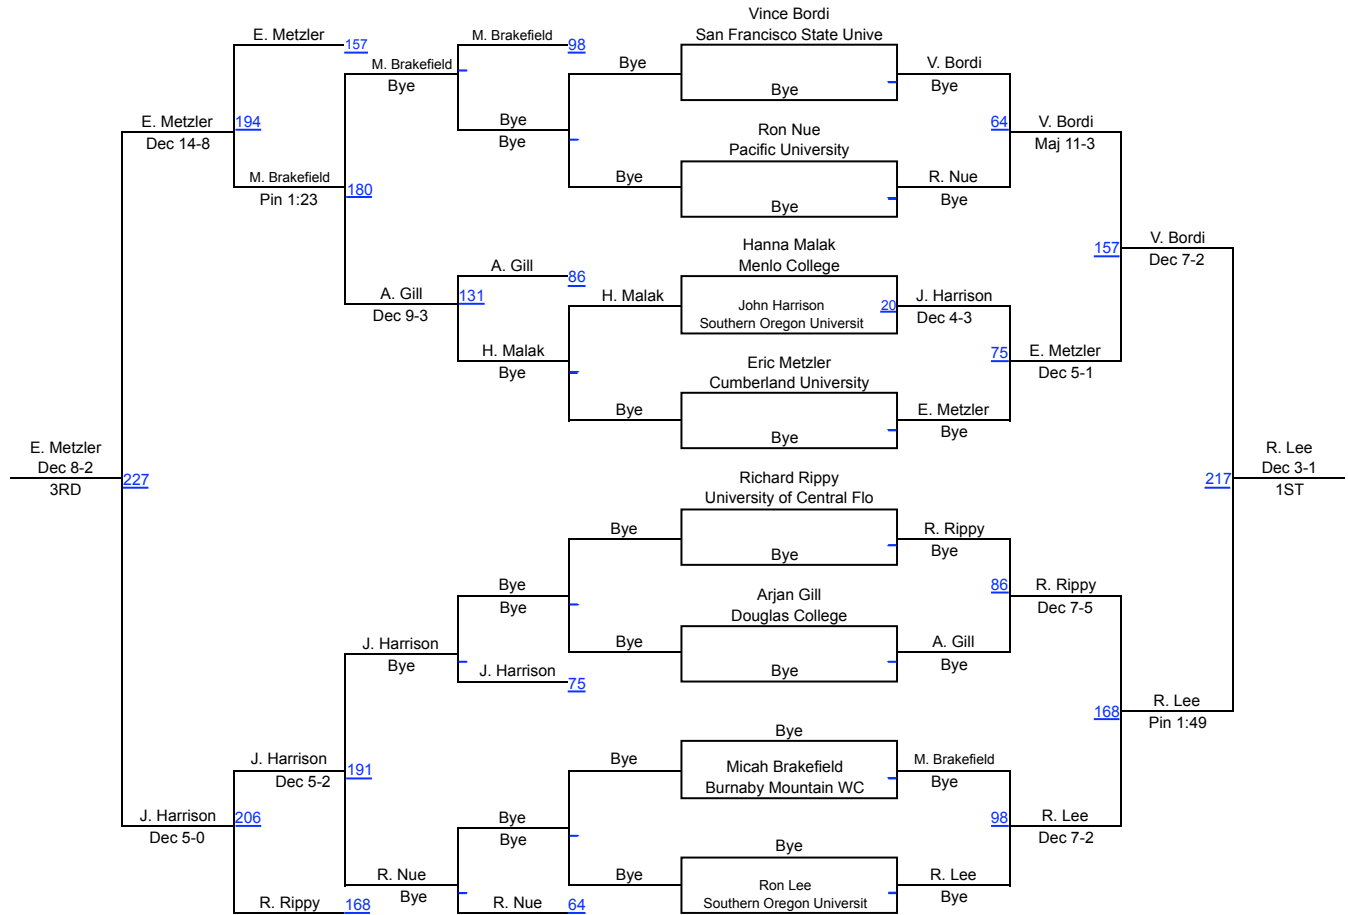 Vince Bordi
San Francisco State Unive
Bye
V. Bordi
Bye
Ron Nue
Pacific University
Bye
R. Nue
Bye
64
V. Bordi
Maj 11-3
Hanna Malak
Menlo College
John Harrison
Southern Oregon Universit
20
J. Harrison
Dec 4-3
Eric Metzler
Cumberland University
Bye
E. Metzler
Bye
75
E. Metzler
Dec 5-1
157
V. Bordi
Dec 7-2
Richard Rippy
University of Central Flo
Bye
R. Rippy
Bye
Arjan Gill
Douglas College
Bye
A. Gill
Bye
86
R. Rippy
Dec 7-5
Bye
Micah Brakefield
Burnaby Mountain WC
M. Brakefield
Bye
Bye
Ron Lee
Southern Oregon Universit
R. Lee
Bye
98
R. Lee
Dec 7-2
168
R. Lee
Pin 1:49
217
R. Lee
Dec 3-1
1ST
Bye
Bye
M. Brakefield
98
Bye
Bye
M. Brakefield
Bye
H. Malak
Bye
A. Gill
86
H. Malak
Bye
131
A. Gill
Dec 9-3
E. Metzler
157
180
M. Brakefield
Pin 1:23
194
E. Metzler
Dec 14-8
Bye
Bye
Bye
Bye
J. Harrison
75
J. Harrison
Bye
Bye
Bye
Bye
Bye
R. Nue
64
R. Nue
Bye
191
J. Harrison
Dec 5-2
R. Rippy
168
206
J. Harrison
Dec 5-0
227
E. Metzler
Dec 8-2
3RD